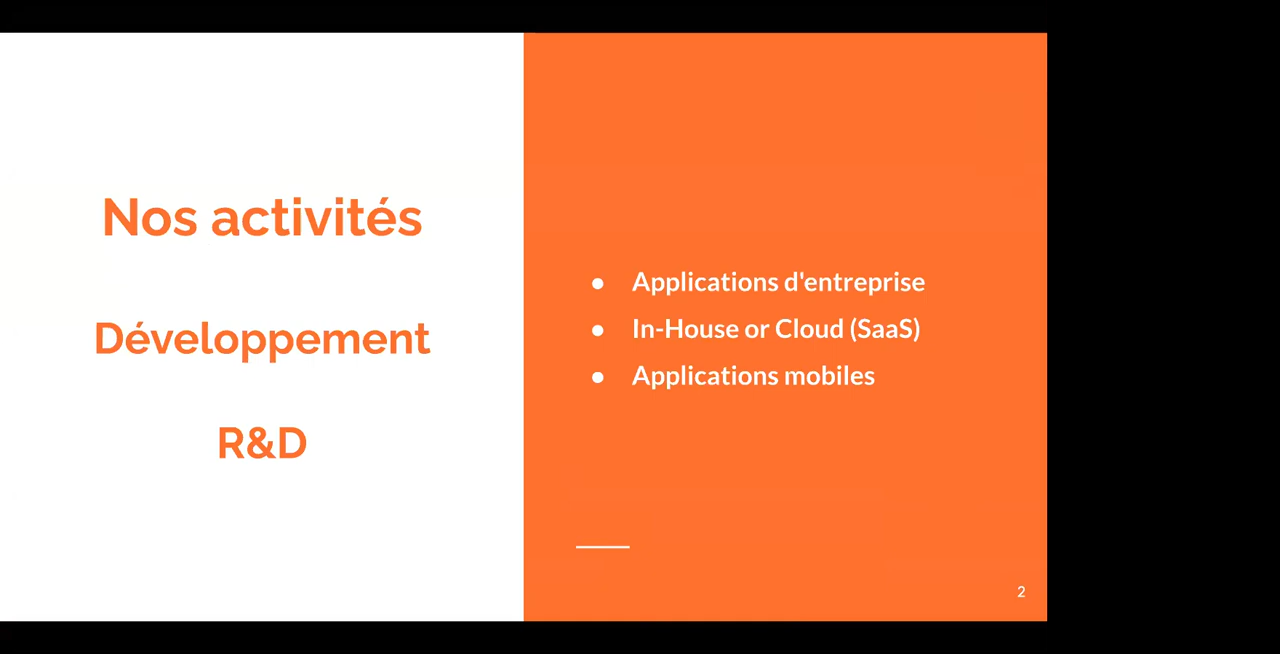 Nos activités
Développement
R&D
● Applications d'entreprise
● In-House or Cloud (SaaS)
● Applications mobiles
2